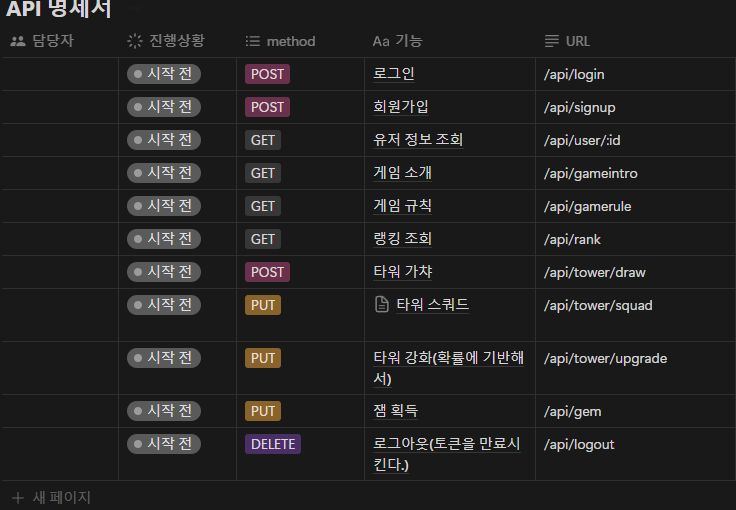 API 명세서
담당자 진행상황 method Aa 기능 URL
시작 전 POST 로그인 /api/login
시작 전 POST 회원가입 /api/signup
시작 전 GET 유저 정보 조회 /api/user/:id
시작 전 GET 게임 소개 /api/gameintro
시작 전 GET 게임 규칙 /api/gamerule
시작 전 GET 랭킹 조회 /api/rank
시작 전 POST 타워 가챠 /api/tower/draw
시작 전 PUT 타워 스쿼드 /api/tower/squad
시작 전 PUT 타워 강화(확률에 기반해 /api/tower/upgrade
서)
시작 전 PUT 잼 획득 /api/gem
시작 전 DELETE 로그아웃(토큰을 만료시 /api/logout
킨다.)
+ 새 페이지